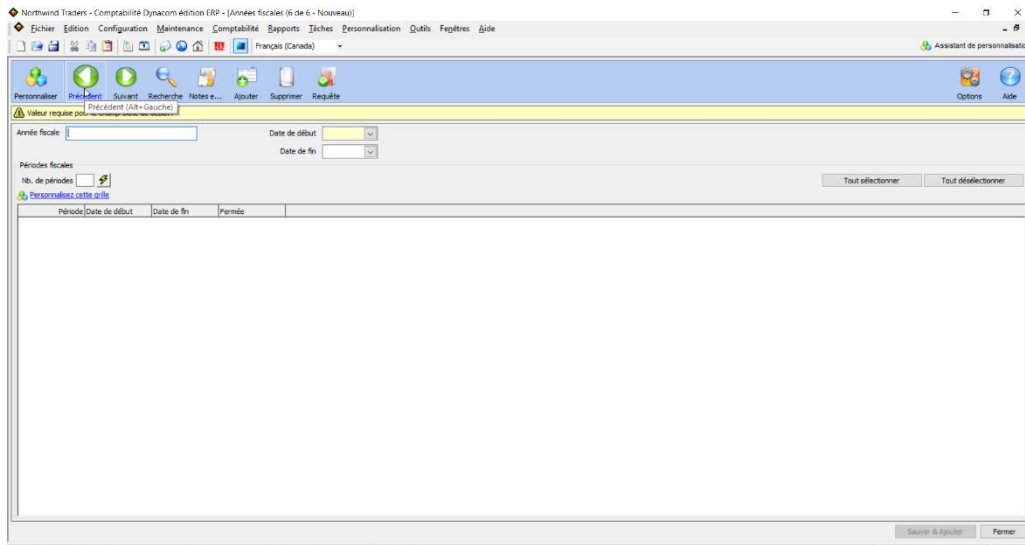 Northwind Traders - Comptabilité Dynacom édition ERP - [Années fiscales (6 de 6 - Nouveau)]
Fichier Edition Configuration Maintenance Comptabilité Rapports Tâches Personnalisation Outils Fenêtres Aide
Français (Canada) Assistant de personnalisatio
Personnaliser Précédent Suivant Recherche Notes e... Ajouter Supprimer Requête Options Aide
Précédent (Alt+Gauche)
Valeur requise pou
Année fiscale Date de début
Date de fin
Périodes fiscales
Nb. de périodes Tout sélectionner Tout désélectionner
Personnalisez cette grille
Période Date de début Date de fin Fermée
Sauver & Ajouter Fermer